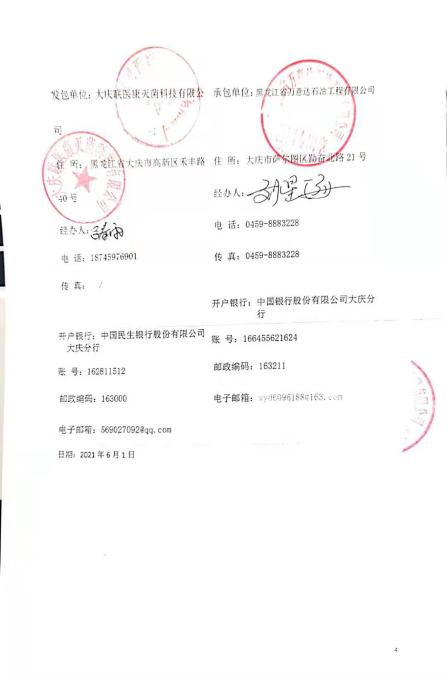 发包单位：大庆联医康灭菌科技有限公
司
住 所：黑龙江省大庆市高新区禾丰路
40号
经办人：
电 话：18745976901
传 真： /
开户银行：中国民生银行股份有限公司
大庆分行
账 号：162811512
邮政编码：163000
电子邮箱：569027092@qq.com
日期：2021年6月1日
承包单位：黑龙江省万意达石油工程有限公司
住 所：大庆市萨尔图区勤奋北路21号
经办人：
电 话：0459-8883228
传 真：0459-8883228
开户银行：中国银行股份有限公司大庆分
行
账 号：166455621624
邮政编码：163211
电子邮箱：wyd6096188@163.com
4